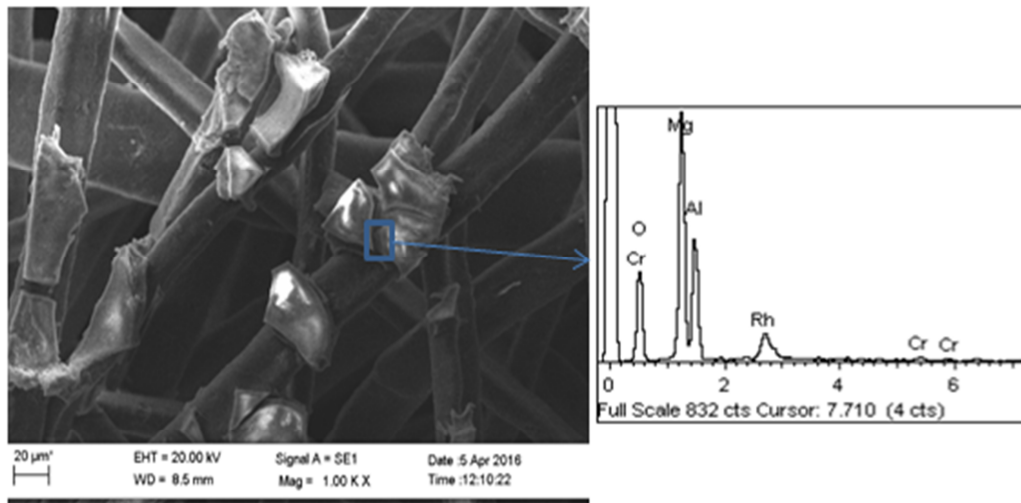 Mg
Al
O
Cr
Rh
Cr Cr
0 2 4 6
Full Scale 832 cts Cursor: 7.710 (4 cts)
20 µm*
EHT = 20.00 kV Signal A = SE1 Date :5 Apr 2016
WD = 8.5 mm Mag = 1.00 K X Time :12:10:22